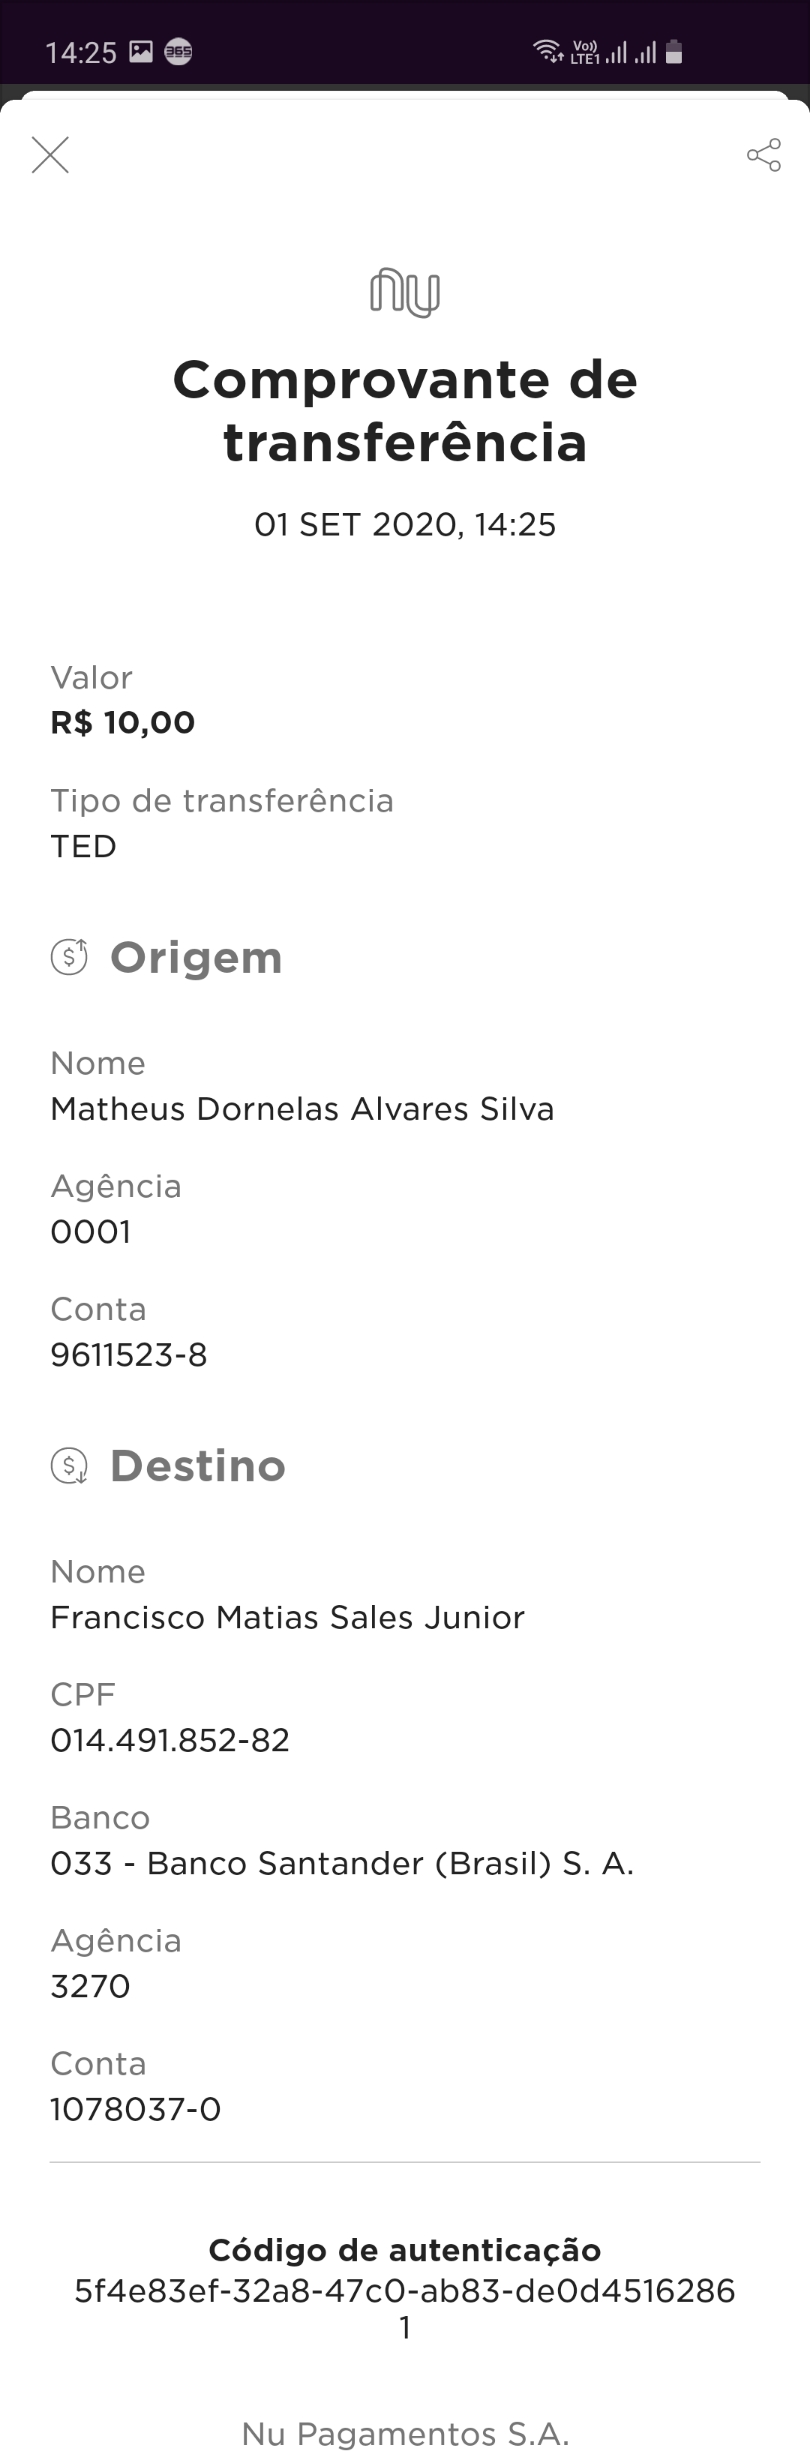 14:25
365
Vo))
LTE1
nu
Comprovante de
transferência
01 SET 2020, 14:25
Valor
R$ 10,00
Tipo de transferência
TED
$ Origem
Nome
Matheus Dornelas Alvares Silva
Agência
0001
Conta
9611523-8
$ Destino
Nome
Francisco Matias Sales Junior
CPF
014.491.852-82
Banco
033 - Banco Santander (Brasil) S. A.
Agência
3270
Conta
1078037-0
Código de autenticação
5f4e83ef-32a8-47c0-ab83-de0d4516286
1
Nu Pagamentos S.A.